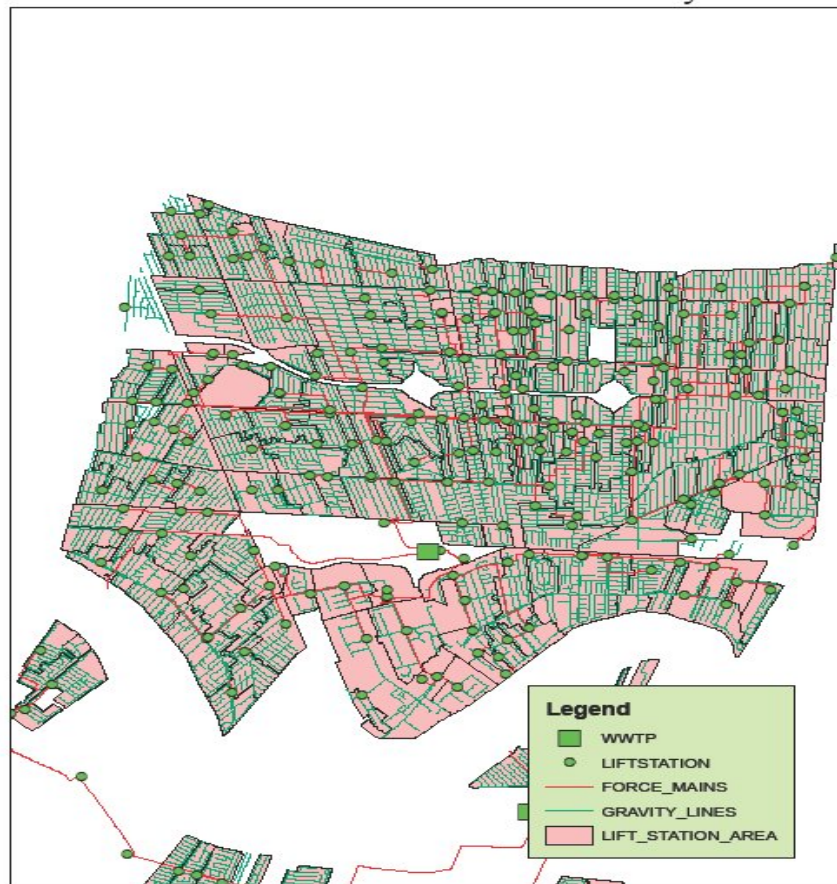 Legend
WWTP
LIFTSTATION
FORCE_MAINS
GRAVITY_LINES
LIFT_STATION_AREA